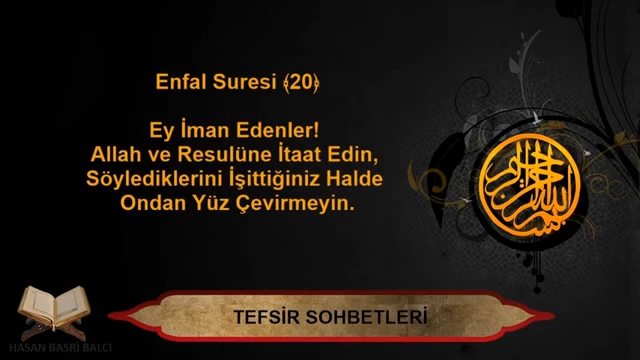 Enfal Suresi ﴾20﴿
Ey İman Edenler!
Allah ve Resulüne İtaat Edin,
Söylediklerini İşittiğiniz Halde
Ondan Yüz Çevirmeyin.
TEFSİR SOHBETLERİ
HASAN BASRİ BALCI